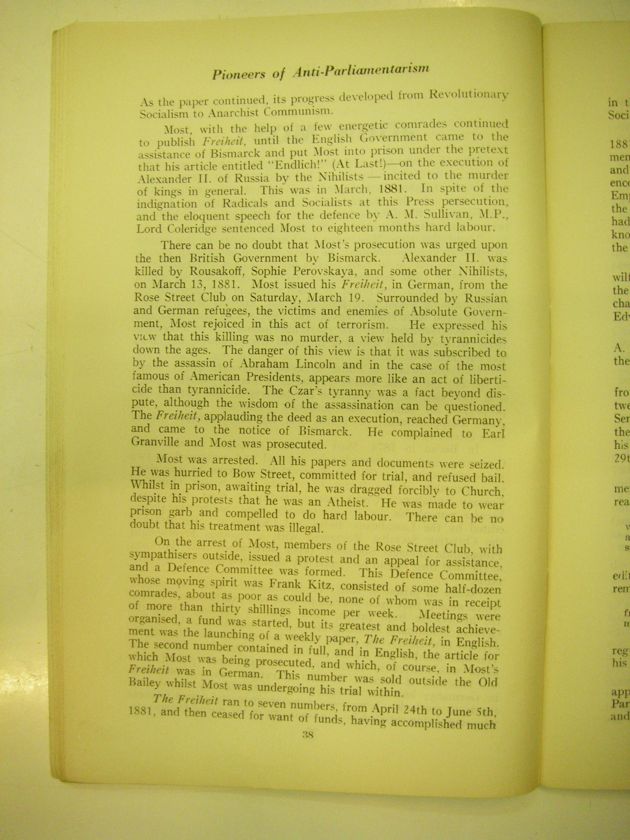 Pioneers of Anti-Parliamentarism
As the paper continued, its progress developed from Revolutionary
Socialism to Anarchist Communism.
Most, with the help of a few energetic comrades continued
to publish Freiheit, until the English Government came to the
assistance of Bismarck and put Most into prison under the pretext
that his article entitled "Endlich!" (At Last!)—on the execution of
Alexander II. of Russia by the Nihilists — incited to the murder
of kings in general. This was in March, 1881. In spite of the
indignation of Radicals and Socialists at this Press persecution,
and the eloquent speech for the defence by A. M. Sullivan, M.P.,
Lord Coleridge sentenced Most to eighteen months hard labour.
There can be no doubt that Most's prosecution was urged upon
the then British Government by Bismarck. Alexander II. was
killed by Rousakoff, Sophie Perovskaya, and some other Nihilists,
on March 13, 1881. Most issued his Freiheit, in German, from the
Rose Street Club on Saturday, March 19. Surrounded by Russian
and German refugees, the victims and enemies of Absolute Govern-
ment, Most rejoiced in this act of terrorism. He expressed his
view that this killing was no murder, a view held by tyrannicides
down the ages. The danger of this view is that it was subscribed to
by the assassin of Abraham Lincoln and in the case of the most
famous of American Presidents, appears more like an act of liberti-
cide than tyrannicide. The Czar's tyranny was a fact beyond dis-
pute, although the wisdom of the assassination can be questioned.
The Freiheit, applauding the deed as an execution, reached Germany,
and came to the notice of Bismarck. He complained to Earl
Granville and Most was prosecuted.
Most was arrested. All his papers and documents were seized.
He was hurried to Bow Street, committed for trial, and refused bail.
Whilst in prison, awaiting trial, he was dragged forcibly to Church,
despite his protests that he was an Atheist. He was made to wear
prison garb and compelled to do hard labour. There can be no
doubt that his treatment was illegal.
On the arrest of Most, members of the Rose Street Club, with
sympathisers outside, issued a protest and an appeal for assistance,
and a Defence Committee was formed. This Defence Committee,
whose moving spirit was Frank Kitz, consisted of some half-dozen
comrades, about as poor as could be, none of whom was in receipt
of more than thirty shillings income per week. Meetings were
organised, a fund was started, but its greatest and boldest achieve-
ment was the launching of a weekly paper, The Freiheit, in English.
The second number contained in full, and in English, the article for
which Most was being prosecuted, and which, of course, in Most's
Freiheit was in German. This number was sold outside the Old
Bailey whilst Most was undergoing his trial within.
The Freiheit ran to seven numbers, from April 24th to June 5th,
1881, and then ceased for want of funds, having accomplished much
38